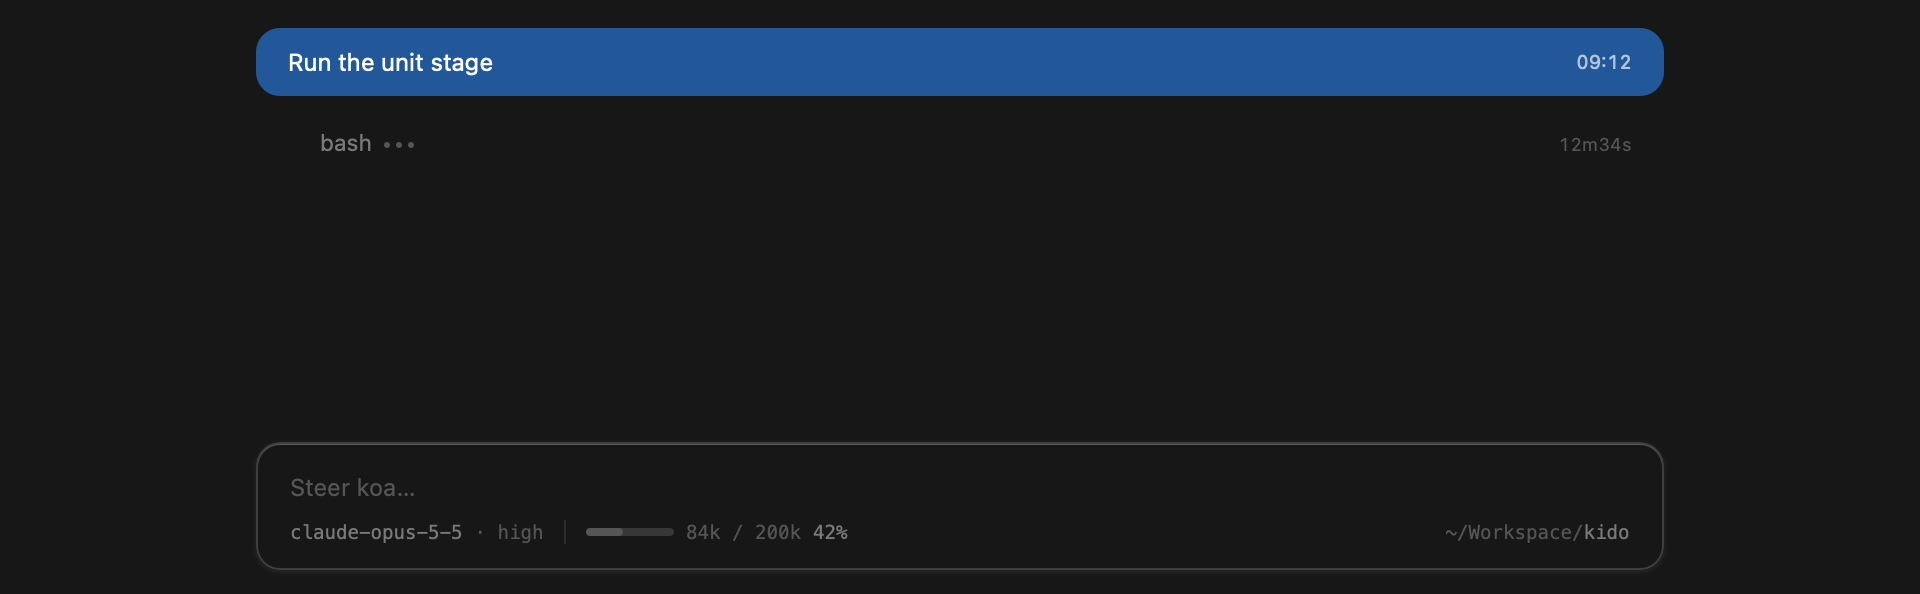 Run the unit stage 09:12
bash ••• 12m34s
Steer koa...
claude-opus-5-5 · high | 84k / 200k 42% ~/Workspace/kido